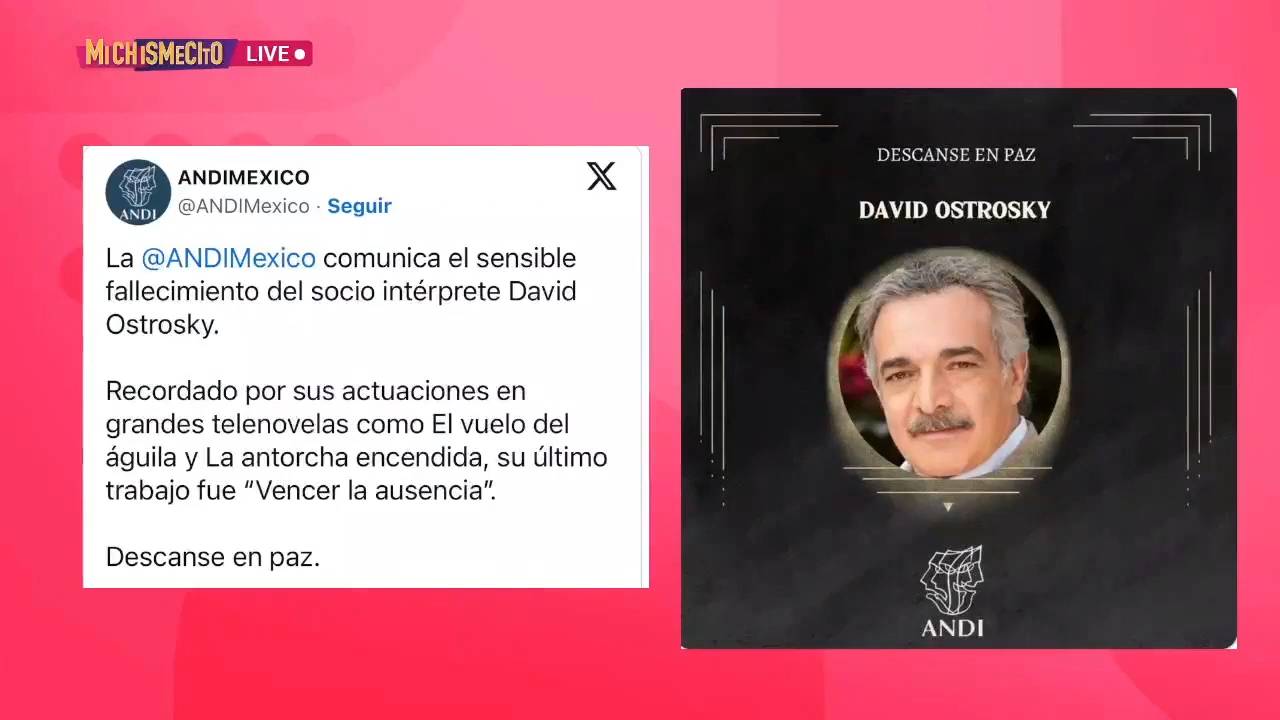 MICHISMECITO LIVE
ANDI
ANDIMEXICO
@ANDIMexico · Seguir
La @ANDIMexico comunica el sensible
fallecimiento del socio intérprete David
Ostrosky.
Recordado por sus actuaciones en
grandes telenovelas como El vuelo del
águila y La antorcha encendida, su último
trabajo fue “Vencer la ausencia”.
Descanse en paz.
DESCANSE EN PAZ
DAVID OSTROSKY
ANDI